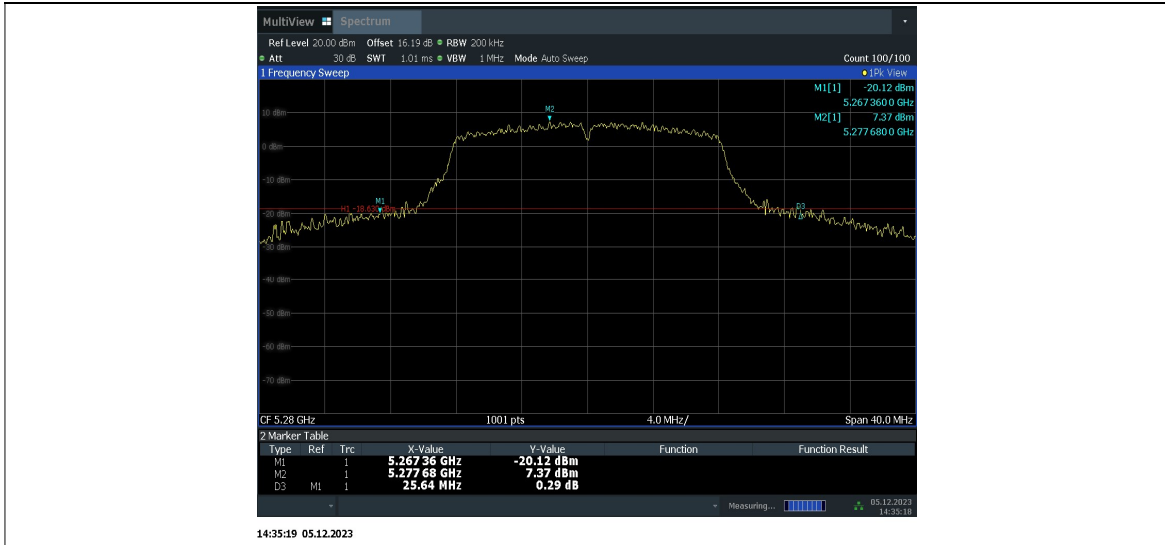 MultiView Spectrum
Ref Level 20.00 dBm Offset 16.19 dB RBW 200 kHz
Att 30 dB SWT 1.01 ms VBW 1 MHz Mode Auto Sweep Count 100/100
1 Frequency Sweep 1Pk View
M1[1] -20.12 dBm
5.267 360 0 GHz
M2[1] 7.37 dBm
5.277 680 0 GHz
M2
10 dBm
0 dBm
-10 dBm
M1
H1 -18.630 dBm
D3
-20 dBm
-30 dBm
-40 dBm
-50 dBm
-60 dBm
-70 dBm
CF 5.28 GHz 1001 pts 4.0 MHz/ Span 40.0 MHz
2 Marker Table
Type Ref Trc X-Value Y-Value Function Function Result
M1 1 5.267 36 GHz -20.12 dBm
M2 1 5.277 68 GHz 7.37 dBm
D3 M1 1 25.64 MHz 0.29 dB
Measuring... 05.12.2023
14:35:18
14:35:19 05.12.2023